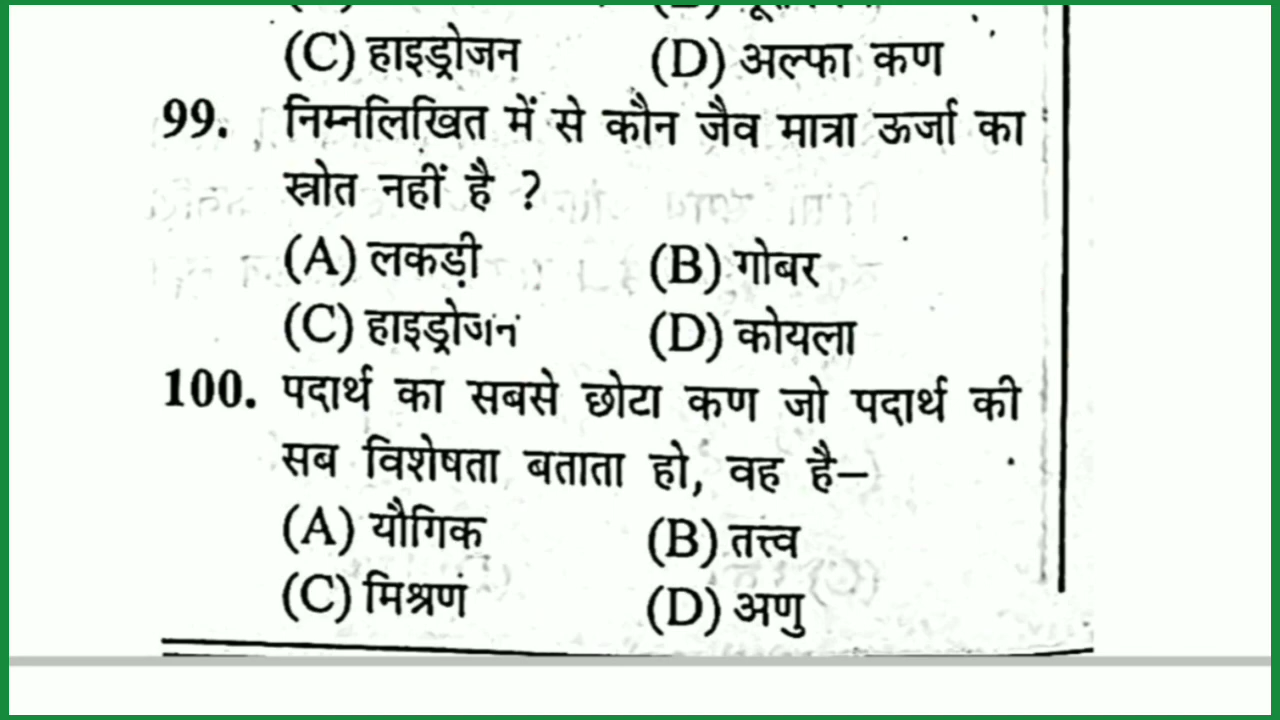 (C) हाइड्रोजन (D) अल्फा कण
99. निम्नलिखित में से कौन जैव मात्रा ऊर्जा का
स्रोत नहीं है ?
(A) लकड़ी (B) गोबर
(C) हाइड्रोजन (D) कोयला
100. पदार्थ का सबसे छोटा कण जो पदार्थ की
सब विशेषता बताता हो, वह है–
(A) यौगिक (B) तत्त्व
(C) मिश्रण (D) अणु